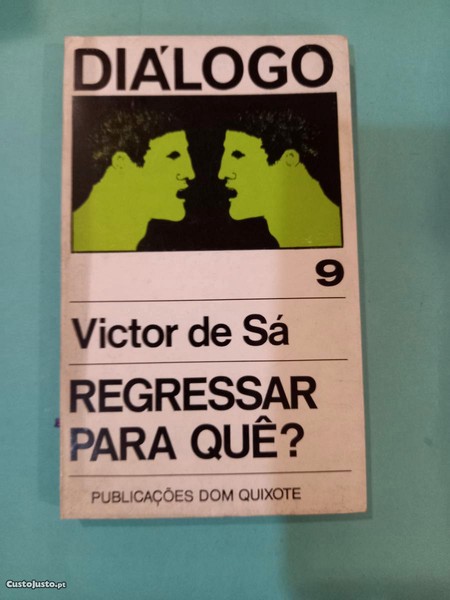 DIÁLOGO
9
Victor de Sá
REGRESSAR
PARA QUÊ?
PUBLICAÇÕES DOM QUIXOTE
CustoJusto.pt